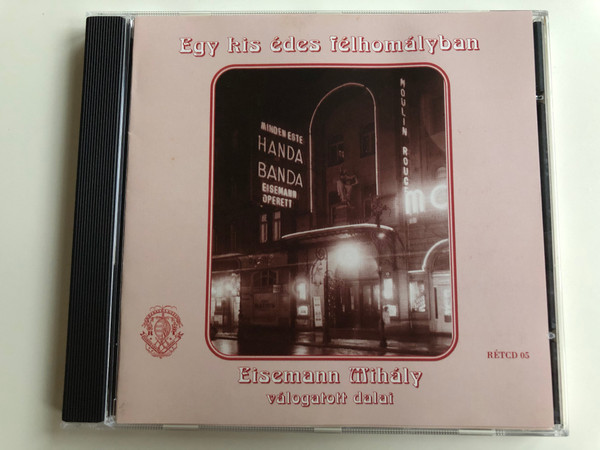 Egy kis édes félhomályban
MINDEN ESTE
HANDA
BANDA
EISEMANN
OPERETT
MOULIN ROUGE
RÉTCD 05
Eisemann Mihály
válogatott dalai